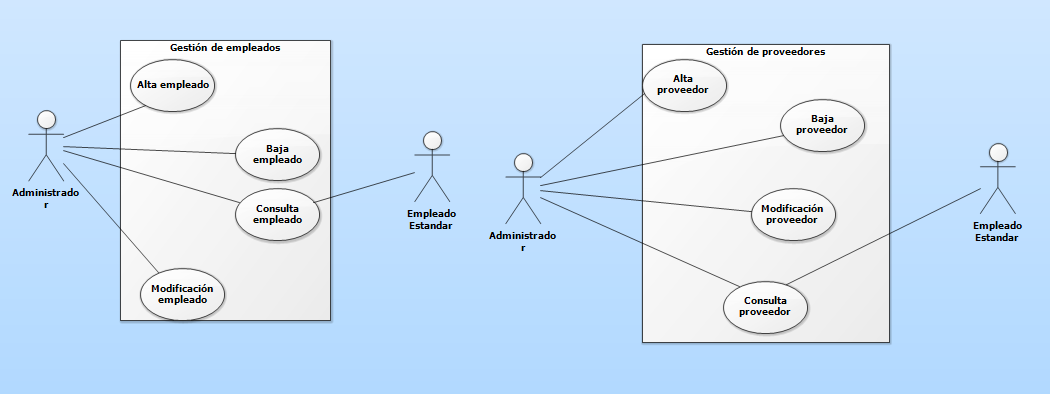 Gestión de empleados
Alta empleado
Baja
empleado
Consulta
empleado
Modificación
empleado
Administrado
r
Empleado
Estandar
Gestión de proveedores
Alta
proveedor
Baja
proveedor
Modificación
proveedor
Consulta
proveedor
Administrado
r
Empleado
Estandar